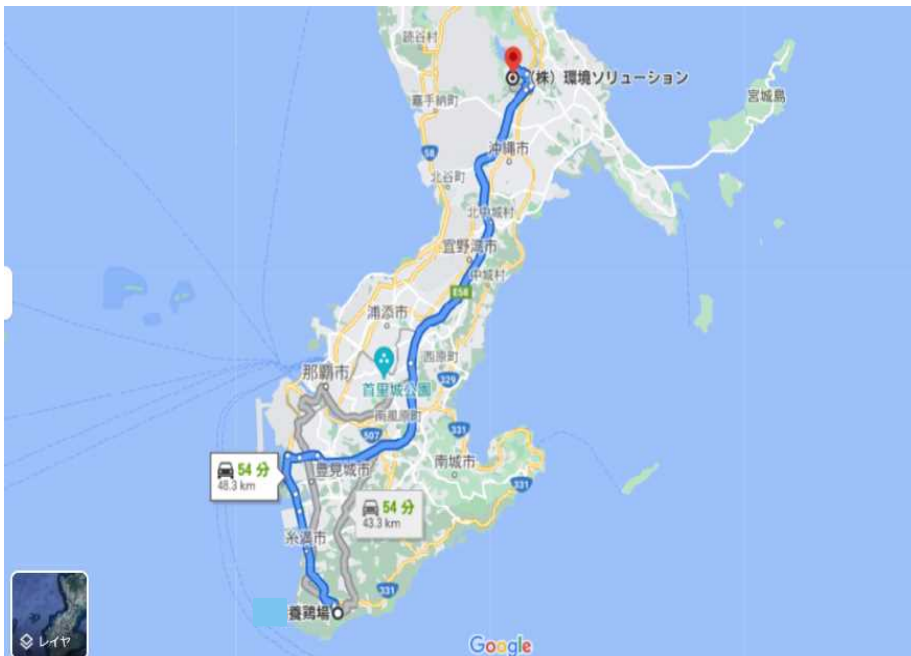 読谷村
(株) 環境ソリューション
嘉手納町
宮城島
沖縄市
58
北谷町
北中城村
宜野湾市
中城村
E58
浦添市
西原町
那覇市
首里城公園
329
南風原町
507
331
54 分
48.3 km
豊見城市
南城市
331
54 分
43.3 km
糸満市
331
養鶏場
レイヤ
Google